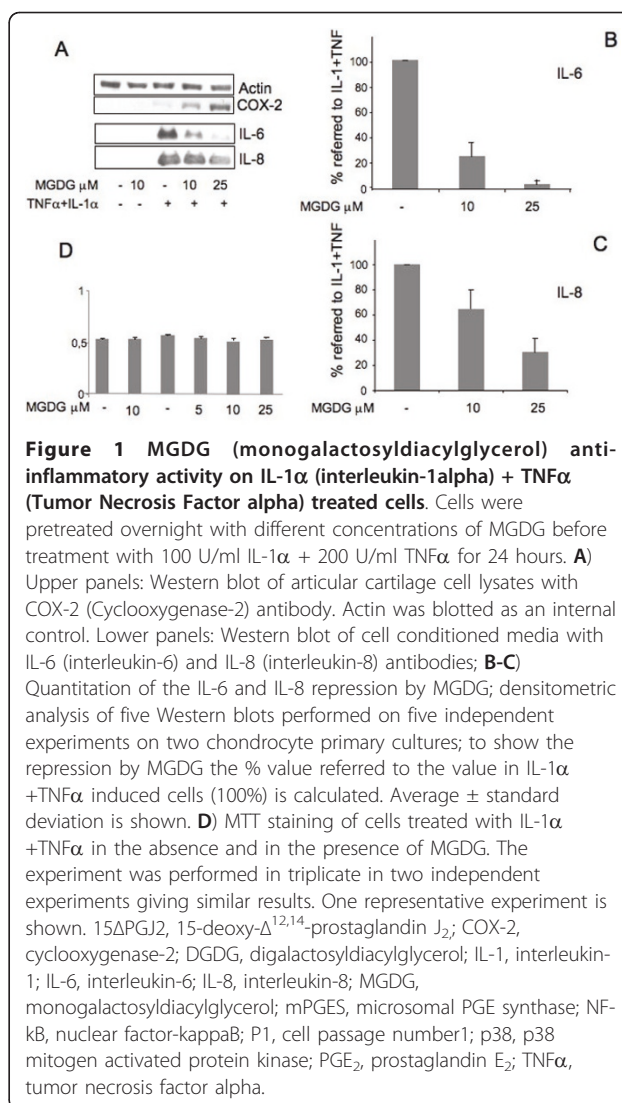 A
Actin
COX-2
IL-6
IL-8
MGDG μM - 10 - 10 25
TNFα+IL-1α - - + + +
B
% referred to IL-1+TNF
IL-6
100
80
60
40
20
0
MGDG μM - 10 25
D
1
0,5
0
MGDG μM - 10 - 5 10 25
C
% referred to IL-1+TNF
IL-8
100
80
60
40
20
0
MGDG μM - 10 25
Figure 1 MGDG (monogalactosyldiacylglycerol) anti-
inflammatory activity on IL-1α (interleukin-1alpha) + TNFα
(Tumor Necrosis Factor alpha) treated cells. Cells were
pretreated overnight with different concentrations of MGDG before
treatment with 100 U/ml IL-1α + 200 U/ml TNFα for 24 hours. A)
Upper panels: Western blot of articular cartilage cell lysates with
COX-2 (Cyclooxygenase-2) antibody. Actin was blotted as an internal
control. Lower panels: Western blot of cell conditioned media with
IL-6 (interleukin-6) and IL-8 (interleukin-8) antibodies; B-C)
Quantitation of the IL-6 and IL-8 repression by MGDG; densitometric
analysis of five Western blots performed on five independent
experiments on two chondrocyte primary cultures; to show the
repression by MGDG the % value referred to the value in IL-1α
+TNFα induced cells (100%) is calculated. Average ± standard
deviation is shown. D) MTT staining of cells treated with IL-1α
+TNFα in the absence and in the presence of MGDG. The
experiment was performed in triplicate in two independent
experiments giving similar results. One representative experiment is
shown. 15ΔPGJ2, 15-deoxy-Δ12,14-prostaglandin J2,; COX-2,
cyclooxygenase-2; DGDG, digalactosyldiacylglycerol; IL-1, interleukin-
1; IL-6, interleukin-6; IL-8, interleukin-8; MGDG,
monogalactosyldiacylglycerol; mPGES, microsomal PGE synthase; NF-
kB, nuclear factor-kappaB; P1, cell passage number1; p38, p38
mitogen activated protein kinase; PGE2, prostaglandin E2; TNFα,
tumor necrosis factor alpha.